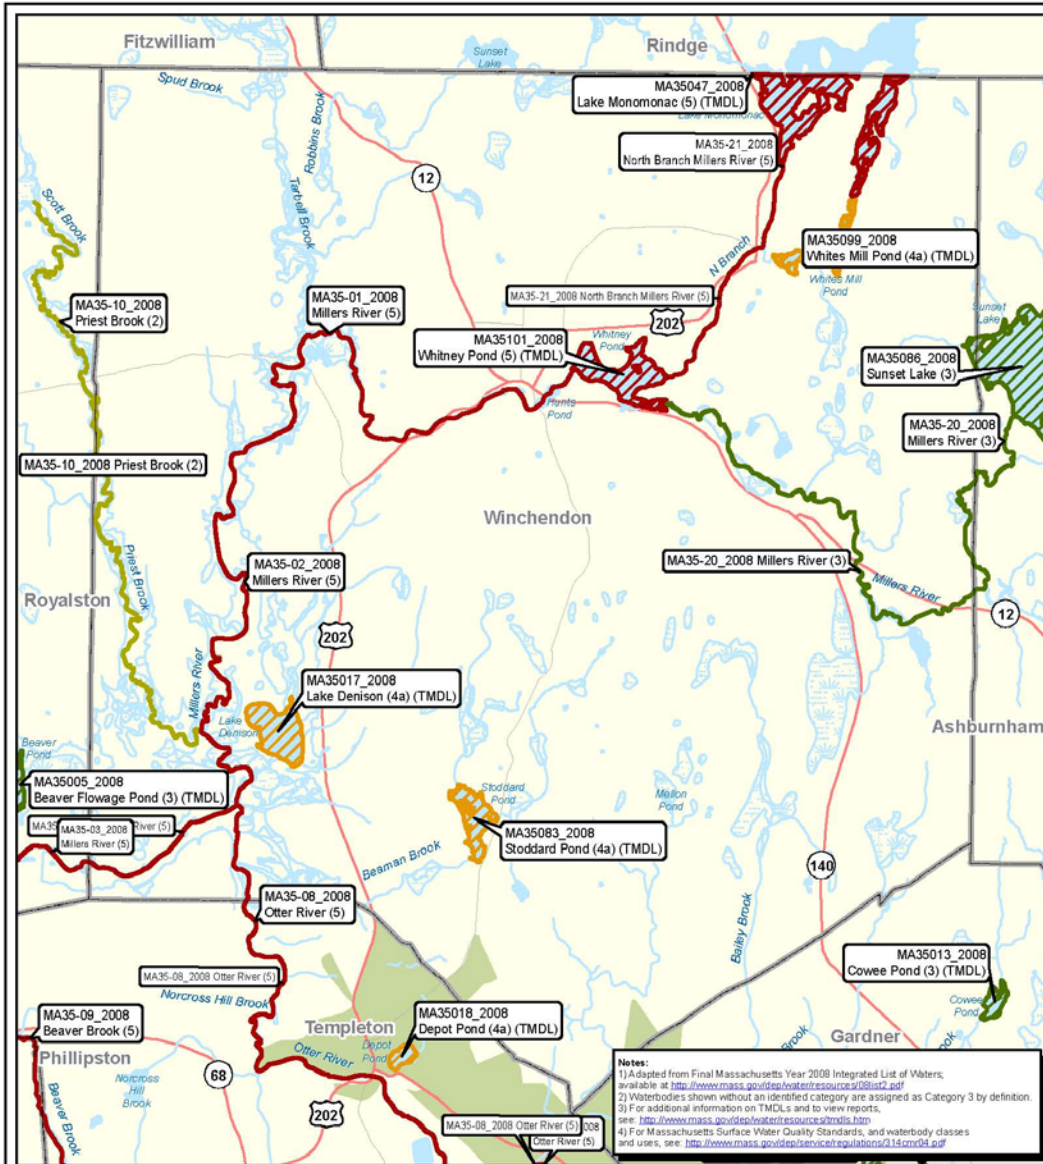 Fitzwilliam
Rindge
Sunset
Lake
Spud Brook
Robbins Brook
Tarbell Brook
MA35047_2008
Lake Monomonac (5) (TMDL)
Lake Monomonac
MA35-21_2008
North Branch Millers River (5)
12
Scott Brook
N Branch
MA35099_2008
Whites Mill Pond (4a) (TMDL)
Whites Mill
Pond
MA35-10_2008
Priest Brook (2)
MA35-01_2008
Millers River (5)
MA35-21_2008 North Branch Millers River (5)
202
Whitney
Pond
MA35101_2008
Whitney Pond (5) (TMDL)
Sunset
Lake
MA35086_2008
Sunset Lake (3)
Hunts
Pond
MA35-20_2008
Millers River (3)
MA35-10_2008 Priest Brook (2)
Winchendon
Priest Brook
MA35-02_2008
Millers River (5)
MA35-20_2008 Millers River (3)
Millers River
12
Royalston
202
Millers River
MA35017_2008
Lake Denison (4a) (TMDL)
Lake
Denison
Ashburnham
Beaver
Pond
MA35005_2008
Beaver Flowage Pond (3) (TMDL)
Stoddard
Pond
Mellon
Pond
MA35-03_2008
Millers River (5)
River (5)
MA35083_2008
Stoddard Pond (4a) (TMDL)
Beaman Brook
140
MA35-08_2008
Otter River (5)
Bailey Brook
MA35013_2008
Cowee Pond (3) (TMDL)
Cowee
Pond
MA35-08_2008 Otter River (5)
Norcross Hill Brook
MA35-09_2008
Beaver Brook (5)
Phillipston
Templeton
MA35018_2008
Depot Pond (4a) (TMDL)
Depot
Pond
Otter River
Gardner
Brook
Brook
68
Norcross
Hill
Brook
Beaver Brook
202
MA35-08_2008 Otter River (5)
008
Otter River (5)
Notes:
1) Adapted from Final Massachusetts Year 2008 Integrated List of Waters;
available at http://www.mass.gov/dep/water/resources/08list2.pdf
2) Waterbodies shown without an identified category are assigned as Category 3 by definition.
3) For additional information on TMDLs and to view reports,
see: http://www.mass.gov/dep/water/resources/tmdls.htm
4) For Massachusetts Surface Water Quality Standards, and waterbody classes
and uses, see: http://www.mass.gov/dep/service/regulations/314cmr04.pdf